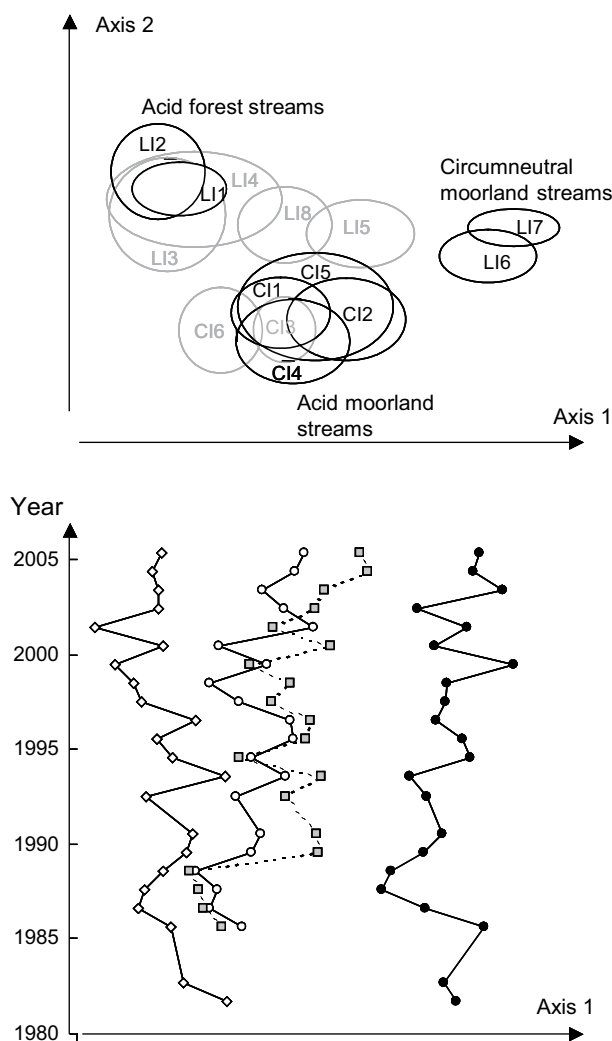 Axis 2
Acid forest streams
LI2
LI1
LI4
LI3
LI8
LI5
Circumneutral
moorland streams
LI7
LI6
CI5
CI1
CI2
CI3
CI6
CI4
Acid moorland
streams
Axis 1
Year
2005
2000
1995
1990
1985
1980
Axis 1